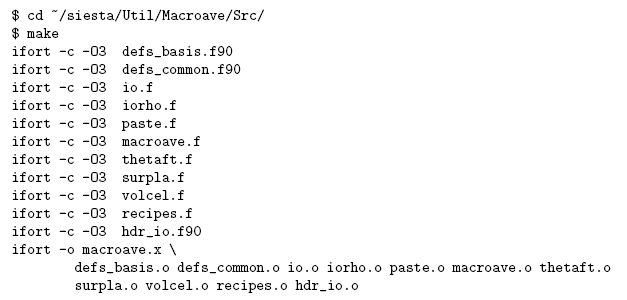 $ cd ~/siesta/Util/Macroave/Src/
$ make
ifort -c -O3  defs_basis.f90
ifort -c -O3  defs_common.f90
ifort -c -O3  io.f
ifort -c -O3  iorho.f
ifort -c -O3  paste.f
ifort -c -O3  macroave.f
ifort -c -O3  thetaft.f
ifort -c -O3  surpla.f
ifort -c -O3  volcel.f
ifort -c -O3  recipes.f
ifort -c -O3  hdr_io.f90
ifort -o macroave.x \
        defs_basis.o defs_common.o io.o iorho.o paste.o macroave.o thetaft.o
        surpla.o volcel.o recipes.o hdr_io.o